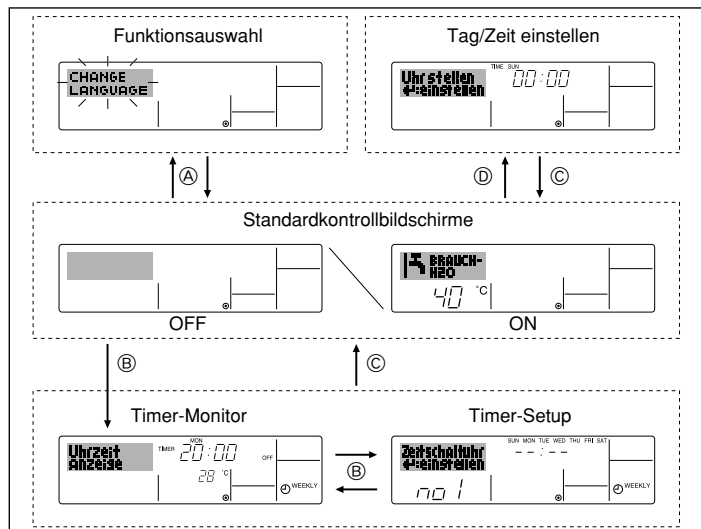 Funktionsauswahl
CHANGE
LANGUAGE
Tag/Zeit einstellen
TIME SUN
Uhr stellen
↵:einstellen
00:00
Ⓐ
Ⓓ
Ⓒ
Standardkontrollbildschirme
OFF
BRAUCH-
H2O
40 °C
ON
Ⓑ
Ⓒ
Timer-Monitor
Uhrzeit
Anzeige
MON
TIMER 20:00 OFF
28 °C
WEEKLY
Ⓑ
Timer-Setup
SUN MON TUE WED THU FRI SAT
Zeitschaltuhr
↵:einstellen
--:--
no 1
WEEKLY